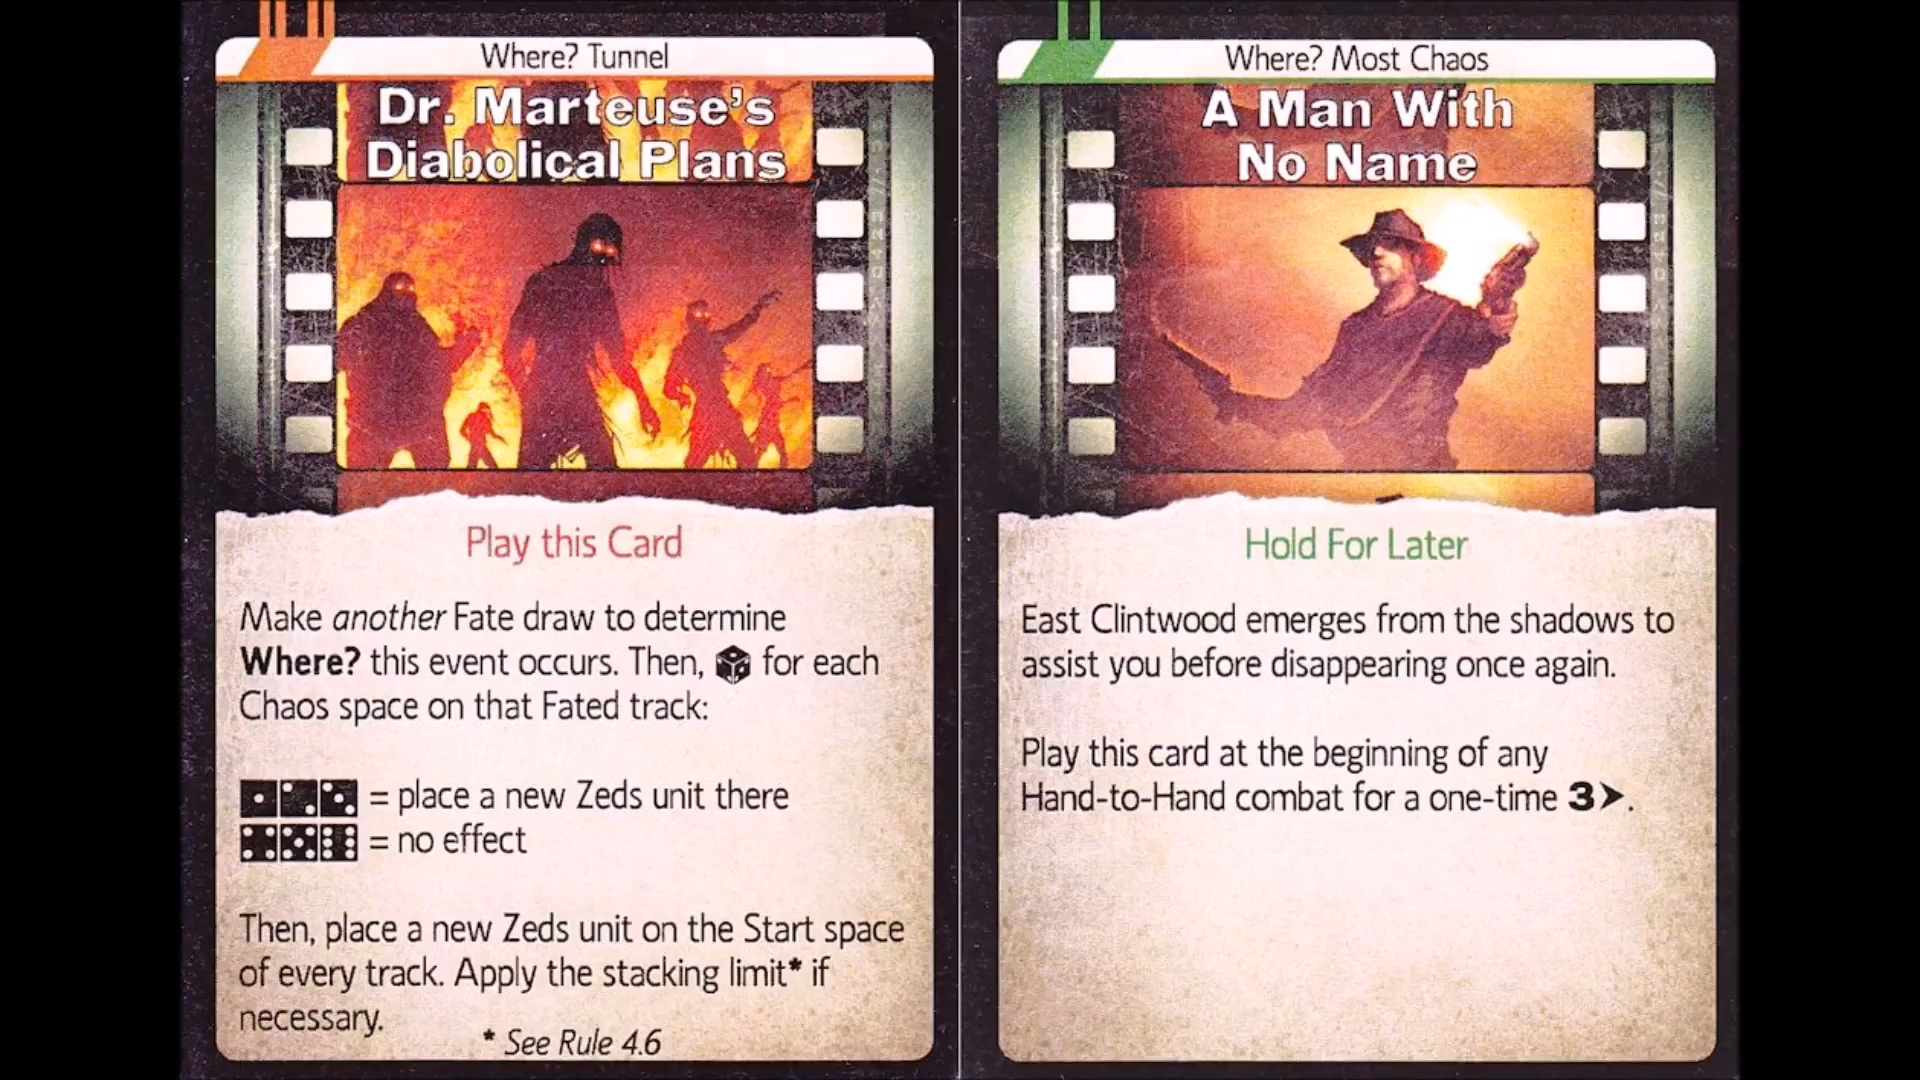 Where? Tunnel
Dr. Marteuse's
Diabolical Plans
Play this Card
Make another Fate draw to determine
Where? this event occurs. Then, for each
Chaos space on that Fated track:
= place a new Zeds unit there
= no effect
Then, place a new Zeds unit on the Start space
of every track. Apply the stacking limit* if
necessary.
* See Rule 4.6
Where? Most Chaos
A Man With
No Name
Hold For Later
East Clintwood emerges from the shadows to
assist you before disappearing once again.
Play this card at the beginning of any
Hand-to-Hand combat for a one-time 3➤.